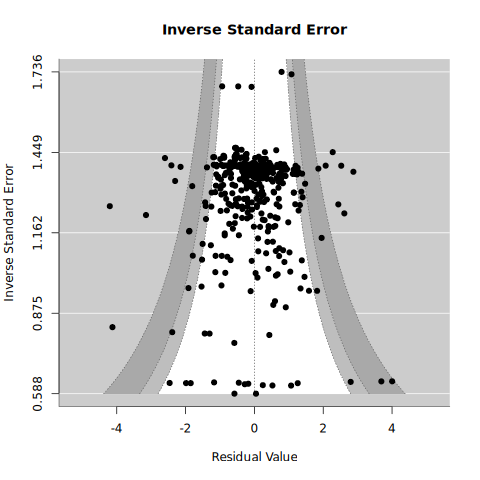 Inverse Standard Error
Inverse Standard Error
1.736
1.449
1.162
0.875
0.588
-4 -2 0 2 4
Residual Value